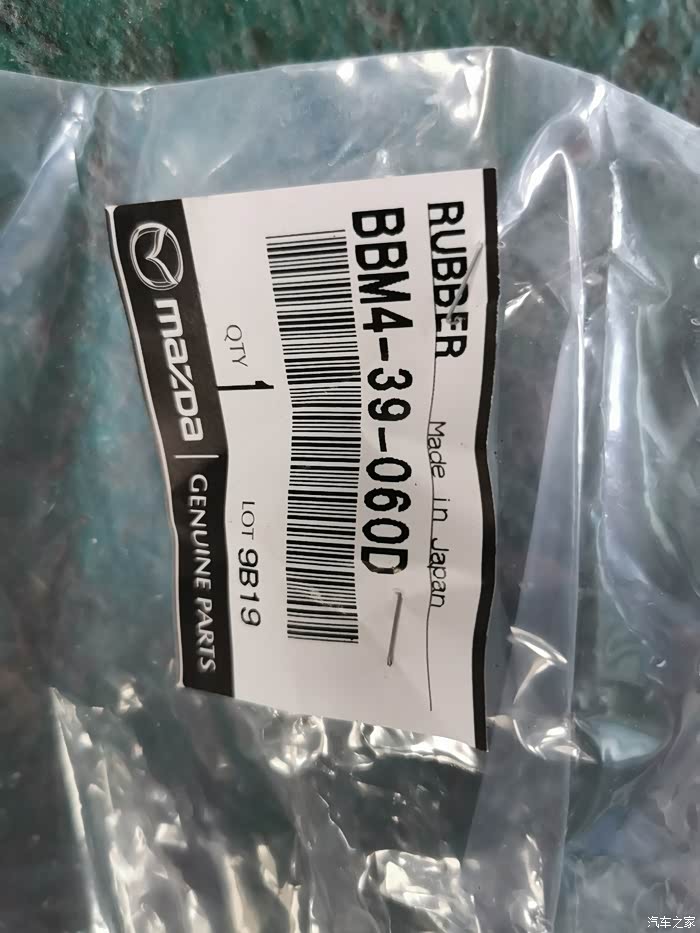 RUBBER
Made in Japan
BBM4-39-060D
QTY 1
LOT 9B19
mazda | GENUINE PARTS
汽车之家